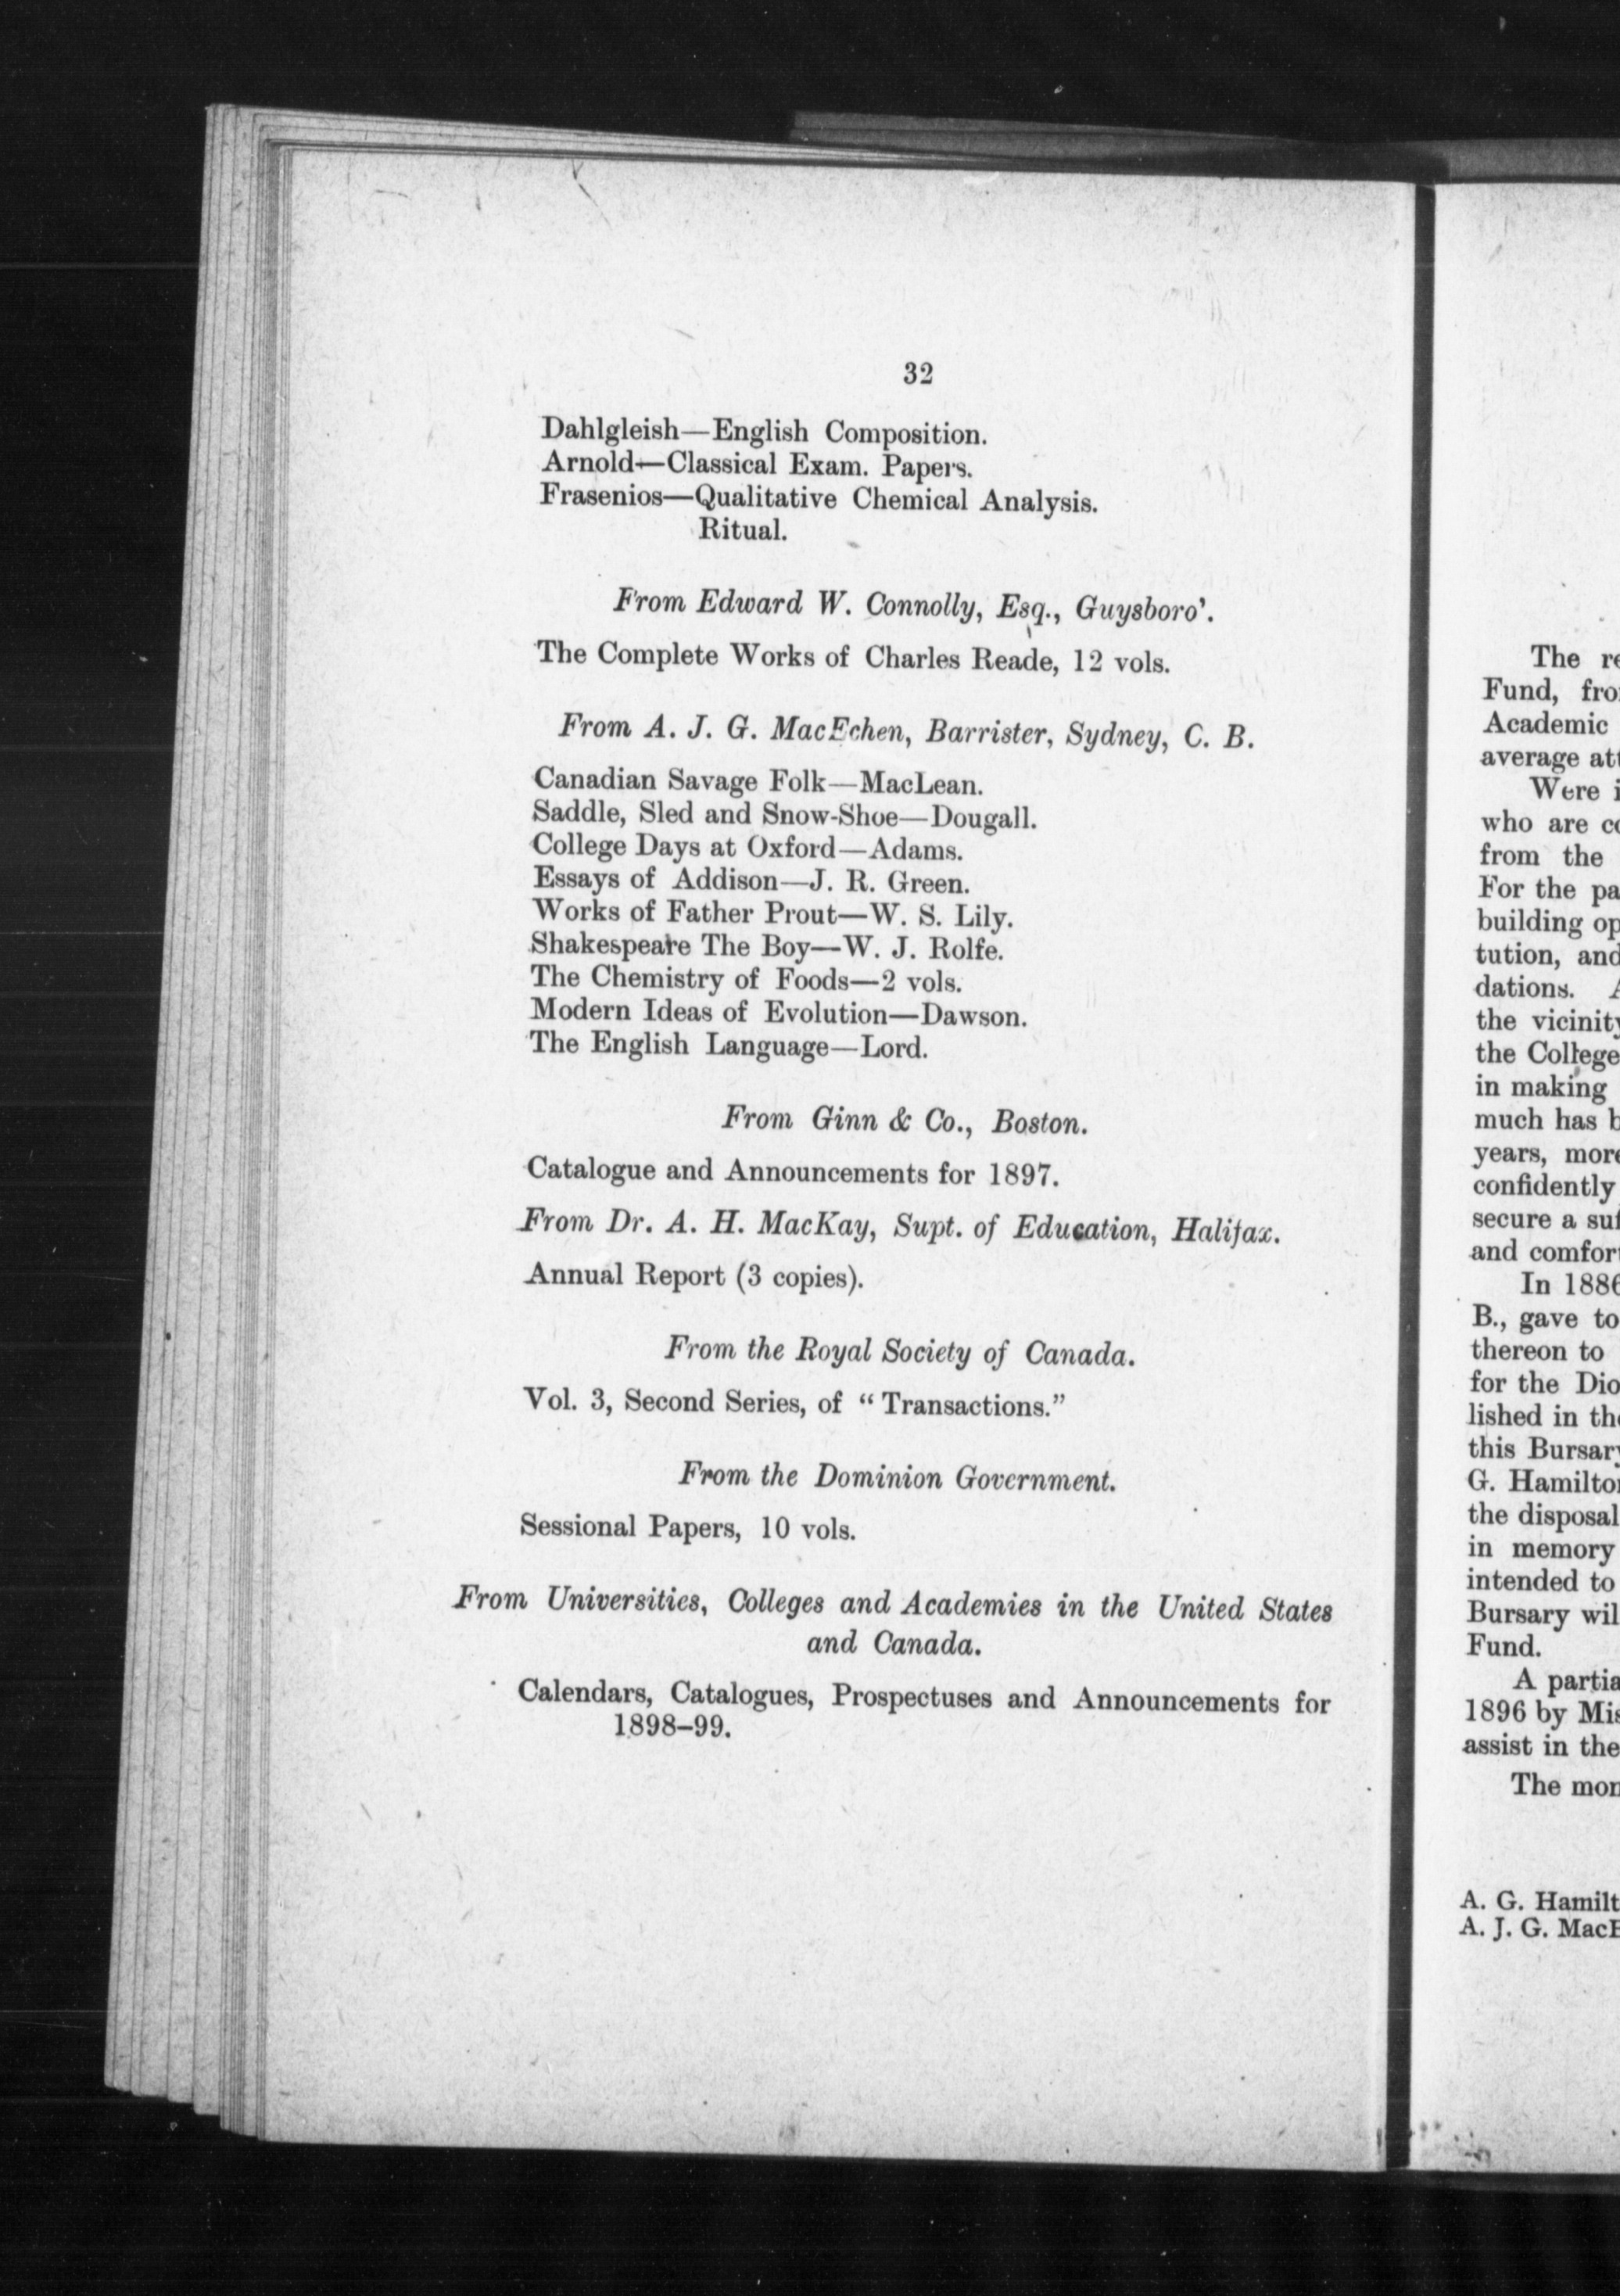 32
Dahlgleish—English Composition.
Arnold—Classical Exam. Papers.
Frasenios—Qualitative Chemical Analysis.
Ritual.
From Edward W. Connolly, Esq., Guysboro'.
The Complete Works of Charles Reade, 12 vols.
From A. J. G. MacEchen, Barrister, Sydney, C. B.
Canadian Savage Folk—MacLean.
Saddle, Sled and Snow-Shoe—Dougall.
College Days at Oxford—Adams.
Essays of Addison—J. R. Green.
Works of Father Prout—W. S. Lily.
Shakespeare The Boy—W. J. Rolfe.
The Chemistry of Foods—2 vols.
Modern Ideas of Evolution—Dawson.
The English Language—Lord.
From Ginn & Co., Boston.
Catalogue and Announcements for 1897.
From Dr. A. H. MacKay, Supt. of Education, Halifax.
Annual Report (3 copies).
From the Royal Society of Canada.
Vol. 3, Second Series, of "Transactions."
From the Dominion Government.
Sessional Papers, 10 vols.
From Universities, Colleges and Academies in the United States
and Canada.
Calendars, Catalogues, Prospectuses and Announcements for
1898–99.
The
Fund,
Academic
average
Were
who are
from the
For the
building
tution, and
dations.
the vicinity
the College
in making
much has
years,
confidently
secure a
and
In 1886
B., gave to
thereon to
for the
lished in
this Bursary
G. Hamilton
the disposal
in memory
intended to
Bursary
Fund.
A
1896 by
assist in the
The
A. G.
A. J. G.